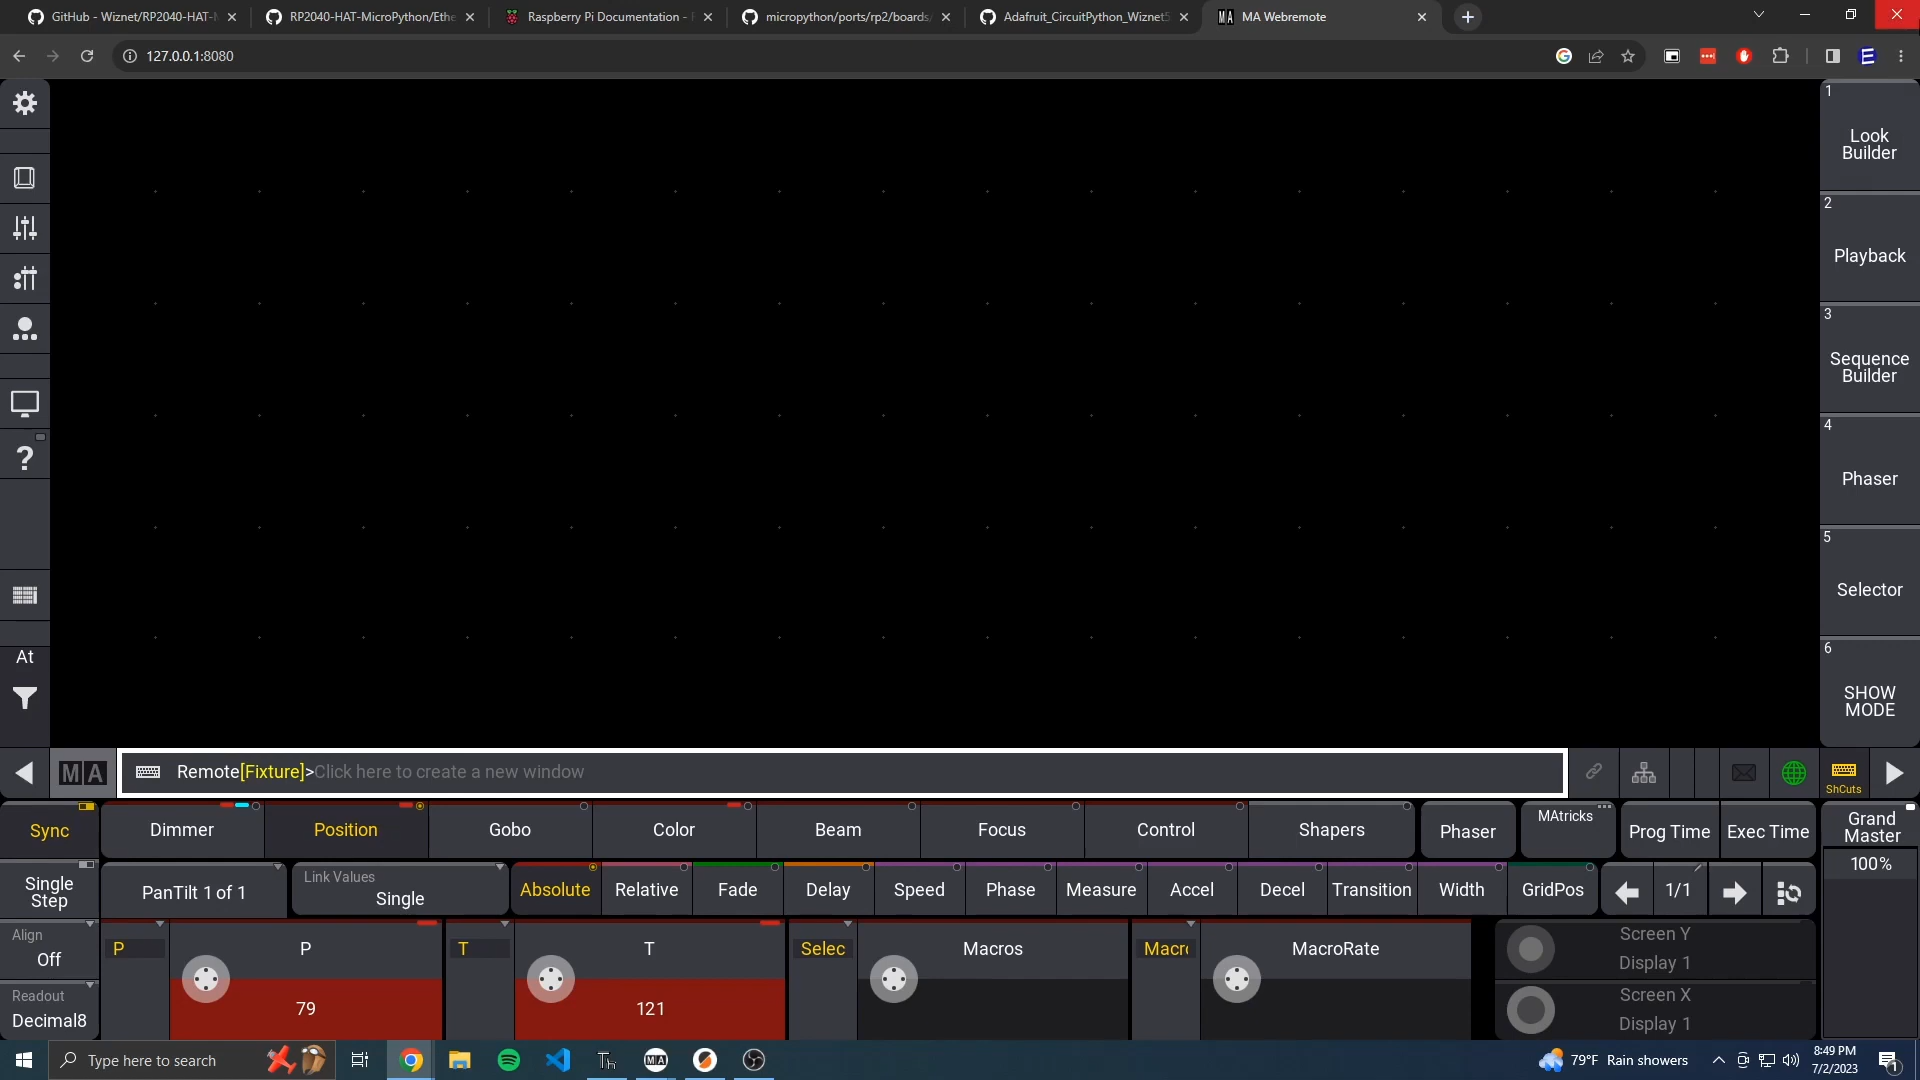 GitHub - Wiznet/RP2040-HAT-
RP2040-HAT-MicroPython/Ethe
Raspberry Pi Documentation -
micropython/ports/rp2/boards/
Adafruit_CircuitPython_Wiznet5
MA Webremote
127.0.0.1:8080
1
Look
Builder
2
Playback
3
Sequence
Builder
4
Phaser
5
Selector
6
SHOW
MODE
At
MA
Remote[Fixture]>Click here to create a new window
ShCuts
Sync
Dimmer
Position
Gobo
Color
Beam
Focus
Control
Shapers
Phaser
MAtricks
Prog Time
Exec Time
Grand
Master
100%
Single
Step
PanTilt 1 of 1
Link Values
Single
Absolute
Relative
Fade
Delay
Speed
Phase
Measure
Accel
Decel
Transition
Width
GridPos
1/1
Align
Off
P
P
79
T
T
121
Selec
Macros
Macro
MacroRate
Screen Y
Display 1
Screen X
Display 1
Readout
Decimal8
Type here to search
79°F Rain showers
8:49 PM
7/2/2023
1